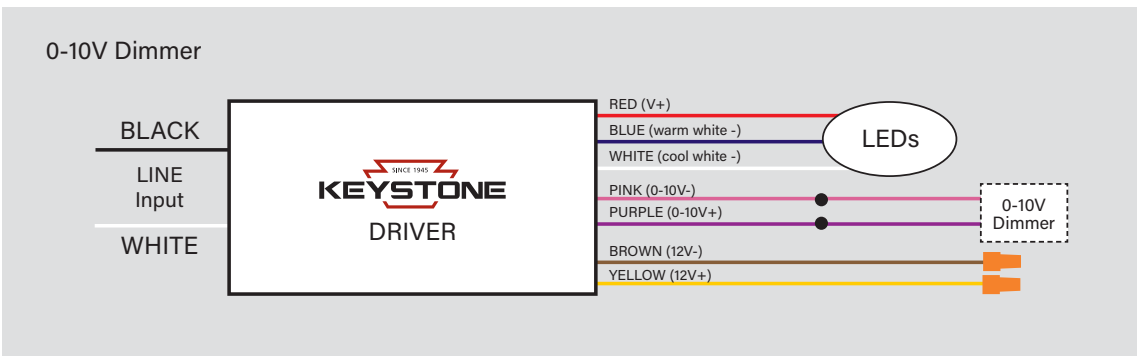 0-10V Dimmer
BLACK
LINE
Input
WHITE
SINCE 1945
KEYSTONE
DRIVER
RED (V+)
BLUE (warm white -)
WHITE (cool white -)
PINK (0-10V-)
PURPLE (0-10V+)
BROWN (12V-)
YELLOW (12V+)
LEDs
0-10V
Dimmer